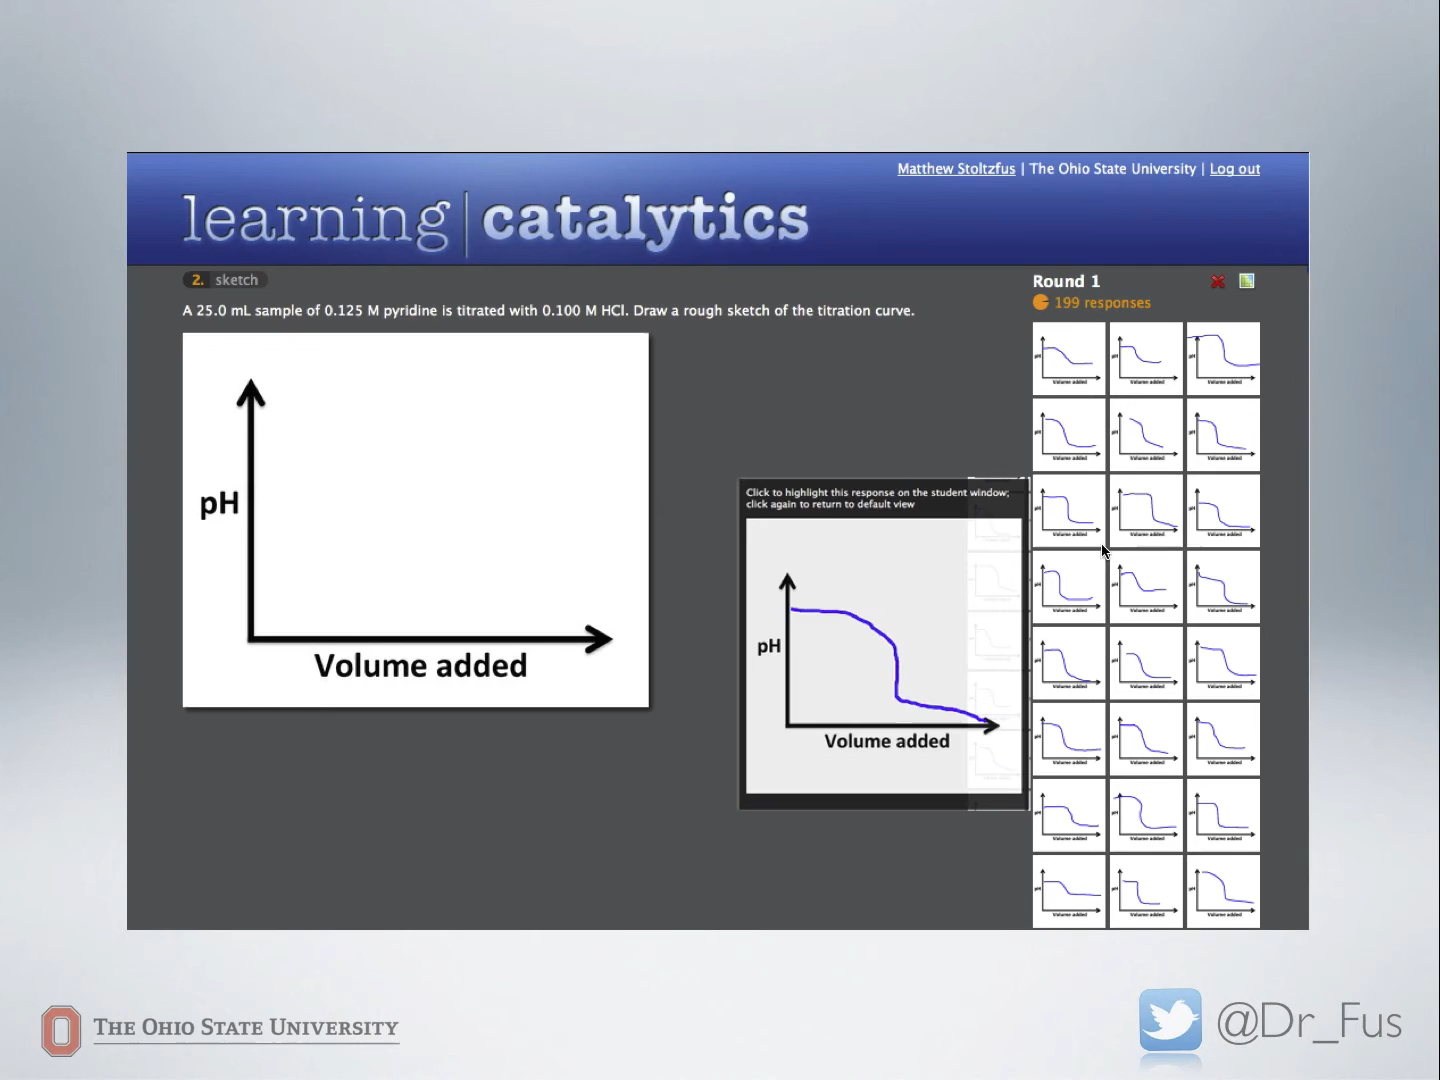 Matthew Stoltzfus | The Ohio State University | Log out
learning | catalytics
2. sketch
A 25.0 mL sample of 0.125 M pyridine is titrated with 0.100 M HCl. Draw a rough sketch of the titration curve.
pH
Volume added
Round 1
199 responses
Click to highlight this response on the student window;
click again to return to default view
pH
Volume added
THE OHIO STATE UNIVERSITY
@Dr_Fus